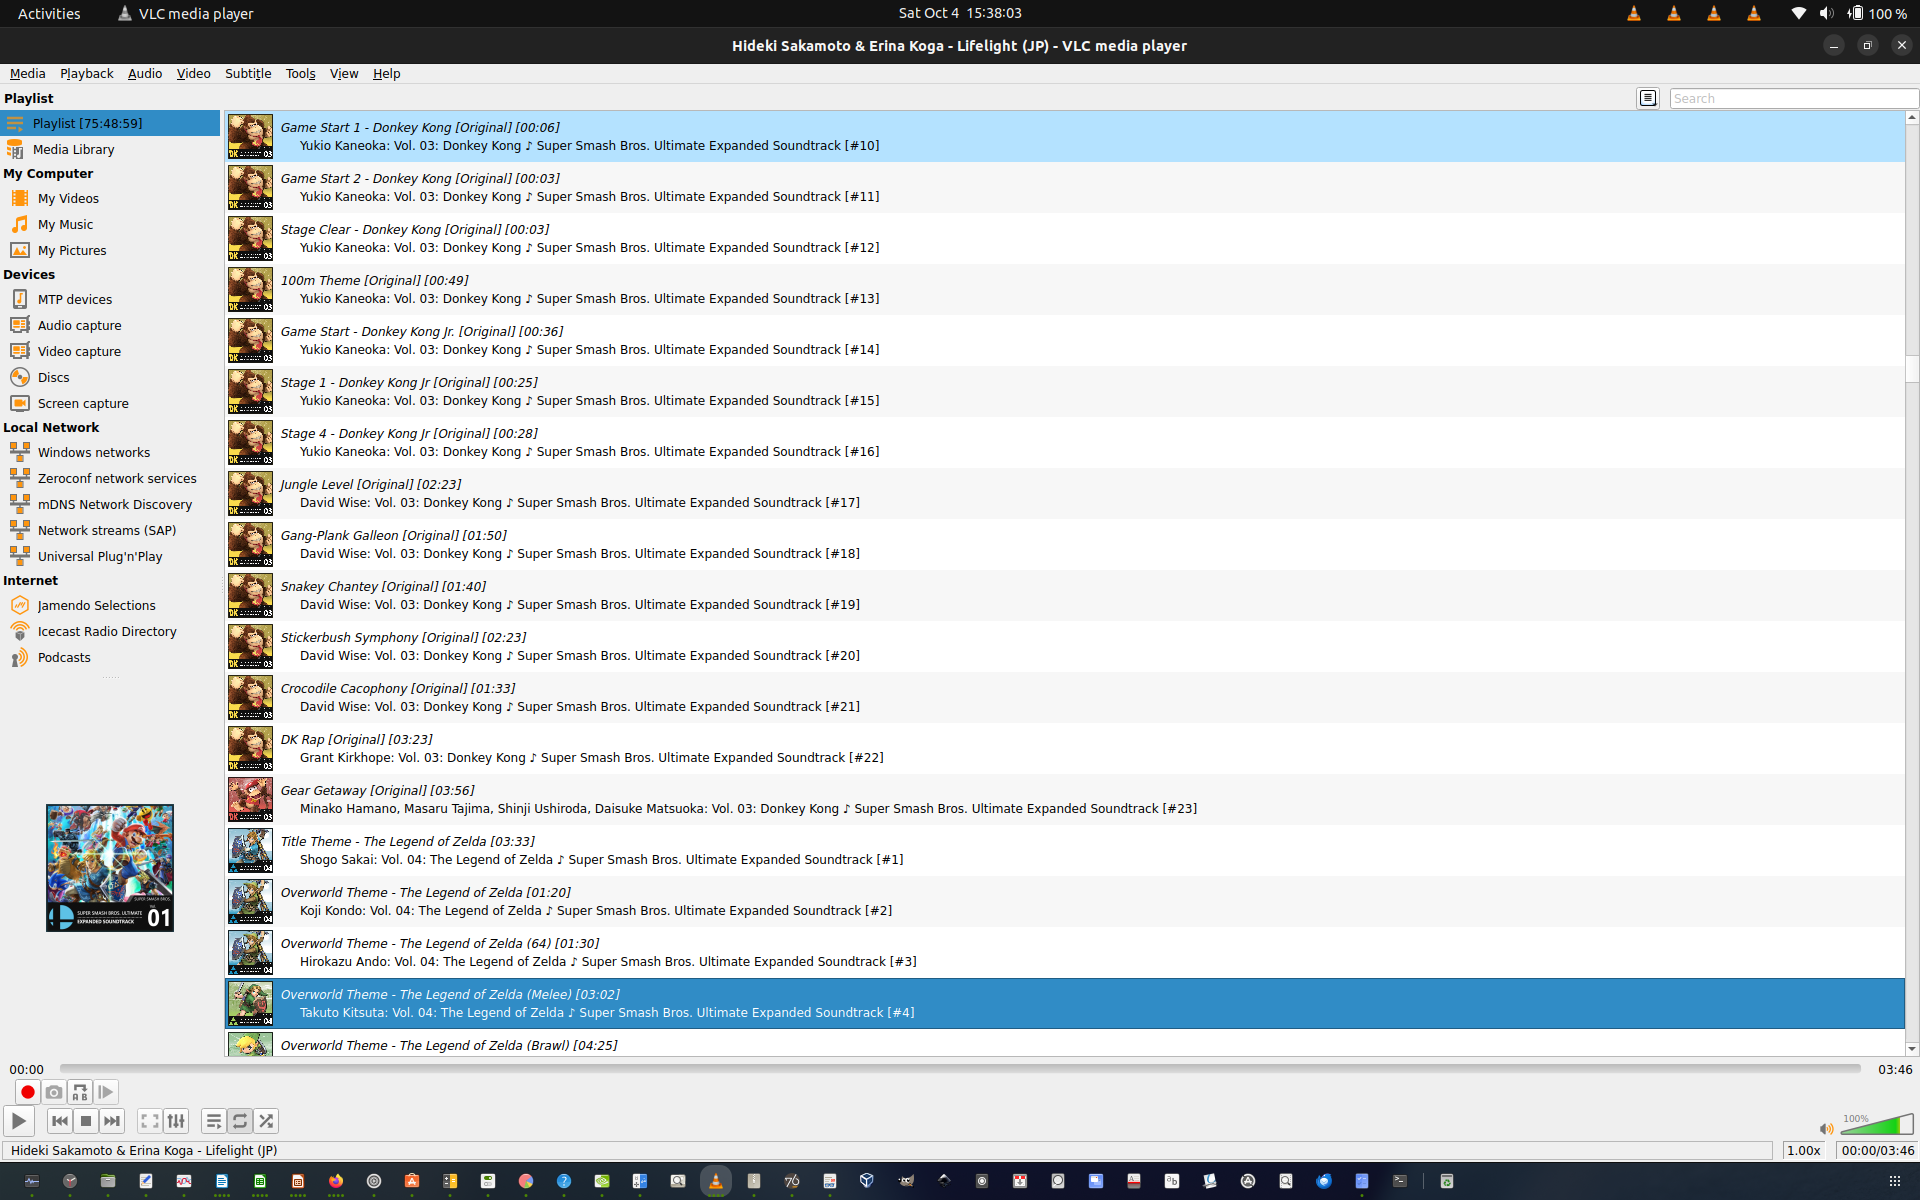 Activities
VLC media player
Sat Oct 4 15:38:03
100 %
Hideki Sakamoto & Erina Koga - Lifelight (JP) - VLC media player
Media Playback Audio Video Subtitle Tools View Help
Playlist
Search
Playlist [75:48:59]
Media Library
My Computer
My Videos
My Music
My Pictures
Devices
MTP devices
Audio capture
Video capture
Discs
Screen capture
Local Network
Windows networks
Zeroconf network services
mDNS Network Discovery
Network streams (SAP)
Universal Plug'n'Play
Internet
Jamendo Selections
Icecast Radio Directory
Podcasts
SUPER SMASH BROS. ULTIMATE
EXPANDED SOUNDTRACK
01
Game Start 1 - Donkey Kong [Original] [00:06]
Yukio Kaneoka: Vol. 03: Donkey Kong ♪ Super Smash Bros. Ultimate Expanded Soundtrack [#10]
Game Start 2 - Donkey Kong [Original] [00:03]
Yukio Kaneoka: Vol. 03: Donkey Kong ♪ Super Smash Bros. Ultimate Expanded Soundtrack [#11]
Stage Clear - Donkey Kong [Original] [00:03]
Yukio Kaneoka: Vol. 03: Donkey Kong ♪ Super Smash Bros. Ultimate Expanded Soundtrack [#12]
100m Theme [Original] [00:49]
Yukio Kaneoka: Vol. 03: Donkey Kong ♪ Super Smash Bros. Ultimate Expanded Soundtrack [#13]
Game Start - Donkey Kong Jr. [Original] [00:36]
Yukio Kaneoka: Vol. 03: Donkey Kong ♪ Super Smash Bros. Ultimate Expanded Soundtrack [#14]
Stage 1 - Donkey Kong Jr [Original] [00:25]
Yukio Kaneoka: Vol. 03: Donkey Kong ♪ Super Smash Bros. Ultimate Expanded Soundtrack [#15]
Stage 4 - Donkey Kong Jr [Original] [00:28]
Yukio Kaneoka: Vol. 03: Donkey Kong ♪ Super Smash Bros. Ultimate Expanded Soundtrack [#16]
Jungle Level [Original] [02:23]
David Wise: Vol. 03: Donkey Kong ♪ Super Smash Bros. Ultimate Expanded Soundtrack [#17]
Gang-Plank Galleon [Original] [01:50]
David Wise: Vol. 03: Donkey Kong ♪ Super Smash Bros. Ultimate Expanded Soundtrack [#18]
Snakey Chantey [Original] [01:40]
David Wise: Vol. 03: Donkey Kong ♪ Super Smash Bros. Ultimate Expanded Soundtrack [#19]
Stickerbush Symphony [Original] [02:23]
David Wise: Vol. 03: Donkey Kong ♪ Super Smash Bros. Ultimate Expanded Soundtrack [#20]
Crocodile Cacophony [Original] [01:33]
David Wise: Vol. 03: Donkey Kong ♪ Super Smash Bros. Ultimate Expanded Soundtrack [#21]
DK Rap [Original] [03:23]
Grant Kirkhope: Vol. 03: Donkey Kong ♪ Super Smash Bros. Ultimate Expanded Soundtrack [#22]
Gear Getaway [Original] [03:56]
Minako Hamano, Masaru Tajima, Shinji Ushiroda, Daisuke Matsuoka: Vol. 03: Donkey Kong ♪ Super Smash Bros. Ultimate Expanded Soundtrack [#23]
Title Theme - The Legend of Zelda [03:33]
Shogo Sakai: Vol. 04: The Legend of Zelda ♪ Super Smash Bros. Ultimate Expanded Soundtrack [#1]
Overworld Theme - The Legend of Zelda [01:20]
Koji Kondo: Vol. 04: The Legend of Zelda ♪ Super Smash Bros. Ultimate Expanded Soundtrack [#2]
Overworld Theme - The Legend of Zelda (64) [01:30]
Hirokazu Ando: Vol. 04: The Legend of Zelda ♪ Super Smash Bros. Ultimate Expanded Soundtrack [#3]
Overworld Theme - The Legend of Zelda (Melee) [03:02]
Takuto Kitsuta: Vol. 04: The Legend of Zelda ♪ Super Smash Bros. Ultimate Expanded Soundtrack [#4]
Overworld Theme - The Legend of Zelda (Brawl) [04:25]
00:00
03:46
100%
Hideki Sakamoto & Erina Koga - Lifelight (JP)
1.00x
00:00/03:46